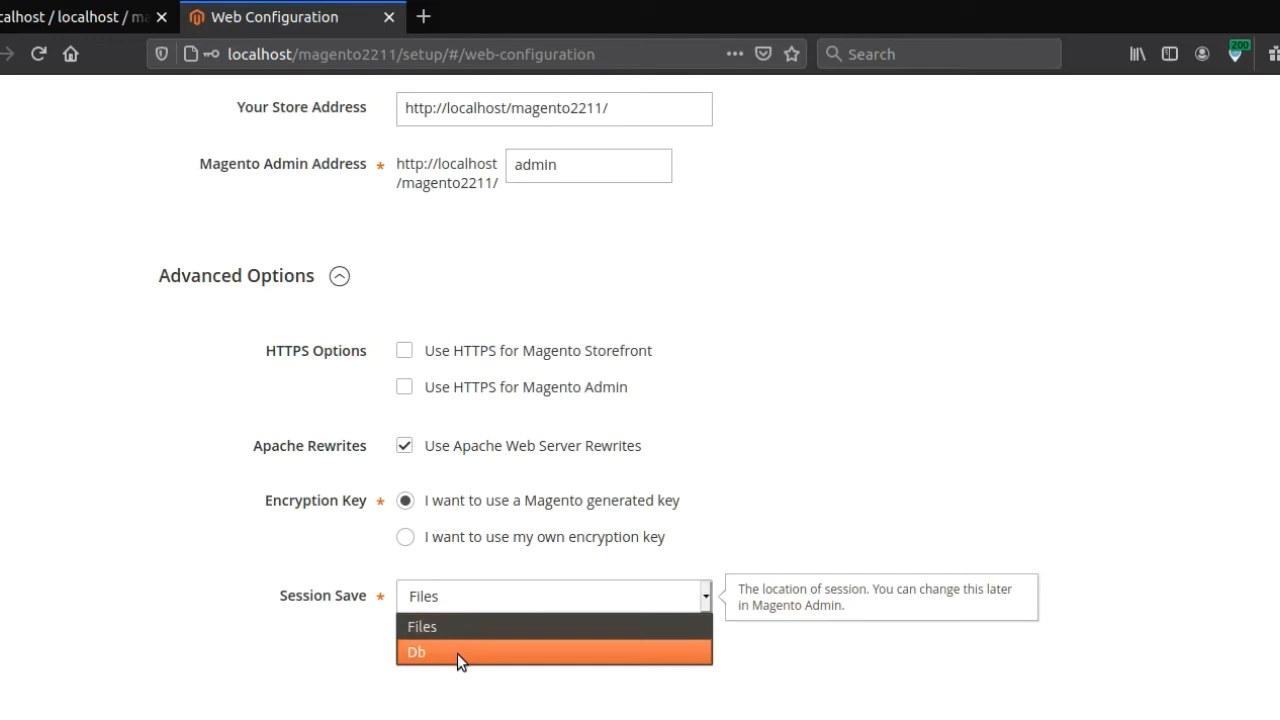 calhost / localhost / ma
Web Configuration
localhost/magento2211/setup/#/web-configuration
Search
200
Your Store Address
http://localhost/magento2211/
Magento Admin Address *
http://localhost
/magento2211/
admin
Advanced Options
HTTPS Options
Use HTTPS for Magento Storefront
Use HTTPS for Magento Admin
Apache Rewrites
Use Apache Web Server Rewrites
Encryption Key *
I want to use a Magento generated key
I want to use my own encryption key
Session Save *
Files
The location of session. You can change this later
in Magento Admin.
Files
Db